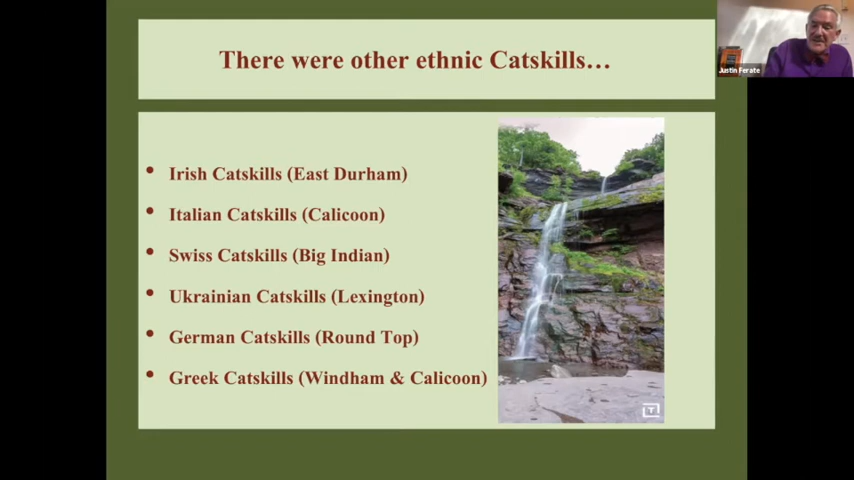 There were other ethnic Catskills…
Justin Ferate
• Irish Catskills (East Durham)
• Italian Catskills (Calicoon)
• Swiss Catskills (Big Indian)
• Ukrainian Catskills (Lexington)
• German Catskills (Round Top)
• Greek Catskills (Windham & Calicoon)
T